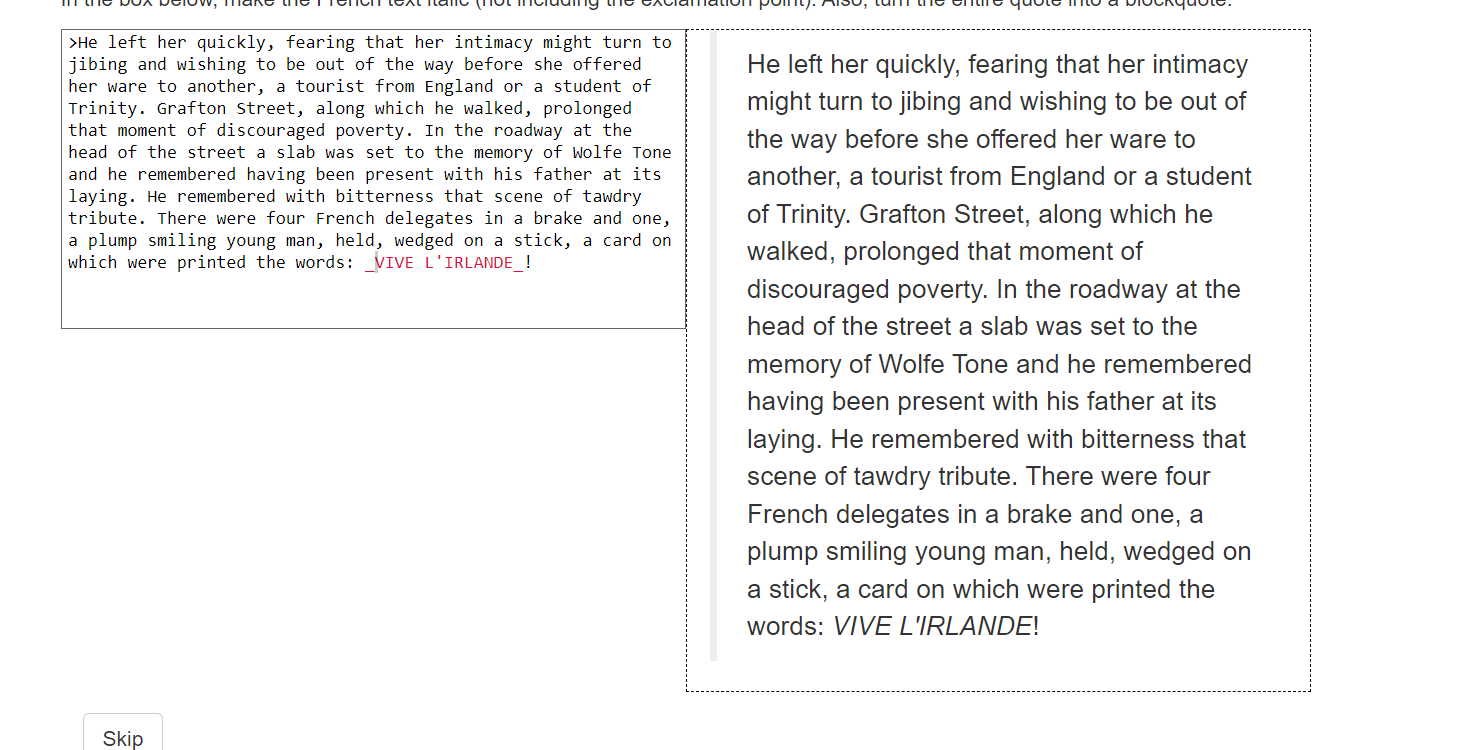 In the box below, make the French text italic (not including the exclamation point). Also, turn the entire quote into a blockquote.
>He left her quickly, fearing that her intimacy might turn to
jibing and wishing to be out of the way before she offered
her ware to another, a tourist from England or a student of
Trinity. Grafton Street, along which he walked, prolonged
that moment of discouraged poverty. In the roadway at the
head of the street a slab was set to the memory of Wolfe Tone
and he remembered having been present with his father at its
laying. He remembered with bitterness that scene of tawdry
tribute. There were four French delegates in a brake and one,
a plump smiling young man, held, wedged on a stick, a card on
which were printed the words: _VIVE L'IRLANDE_!
He left her quickly, fearing that her intimacy
might turn to jibing and wishing to be out of
the way before she offered her ware to
another, a tourist from England or a student
of Trinity. Grafton Street, along which he
walked, prolonged that moment of
discouraged poverty. In the roadway at the
head of the street a slab was set to the
memory of Wolfe Tone and he remembered
having been present with his father at its
laying. He remembered with bitterness that
scene of tawdry tribute. There were four
French delegates in a brake and one, a
plump smiling young man, held, wedged on
a stick, a card on which were printed the
words: VIVE L'IRLANDE!
Skip